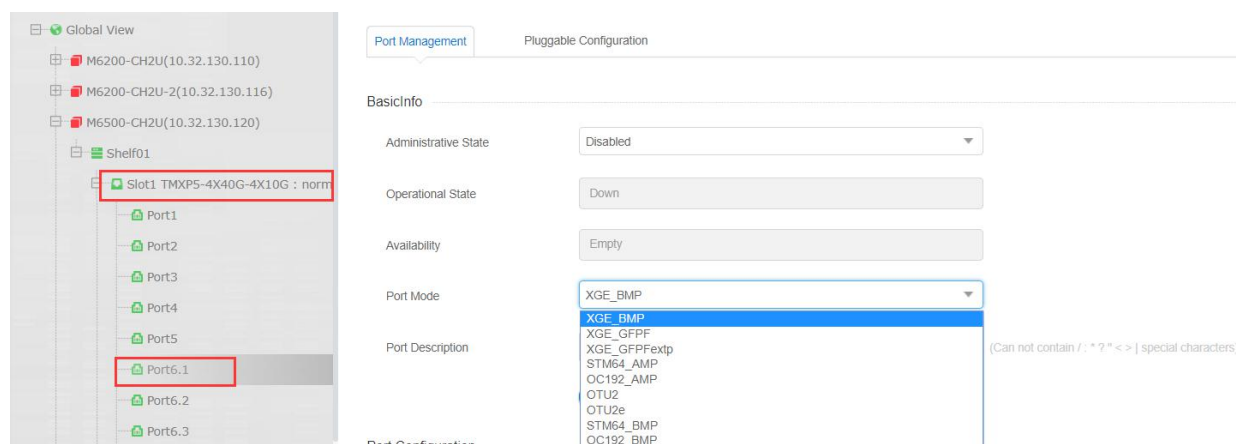 Global View
M6200-CH2U(10.32.130.110)
M6200-CH2U-2(10.32.130.116)
M6500-CH2U(10.32.130.120)
Shelf01
Slot1 TMXP5-4X40G-4X10G : norm
Port1
Port2
Port3
Port4
Port5
Port6.1
Port6.2
Port6.3
Port Management
Pluggable Configuration
BasicInfo
Administrative State
Disabled
Operational State
Down
Availability
Empty
Port Mode
XGE_BMP
XGE_BMP
XGE_GFPF
XGE_GFPFextp
STM64_AMP
OC192_AMP
OTU2
OTU2e
STM64_BMP
OC192_BMP
Port Description
(Can not contain / : * ? " < > | special characters)
Port Configuration